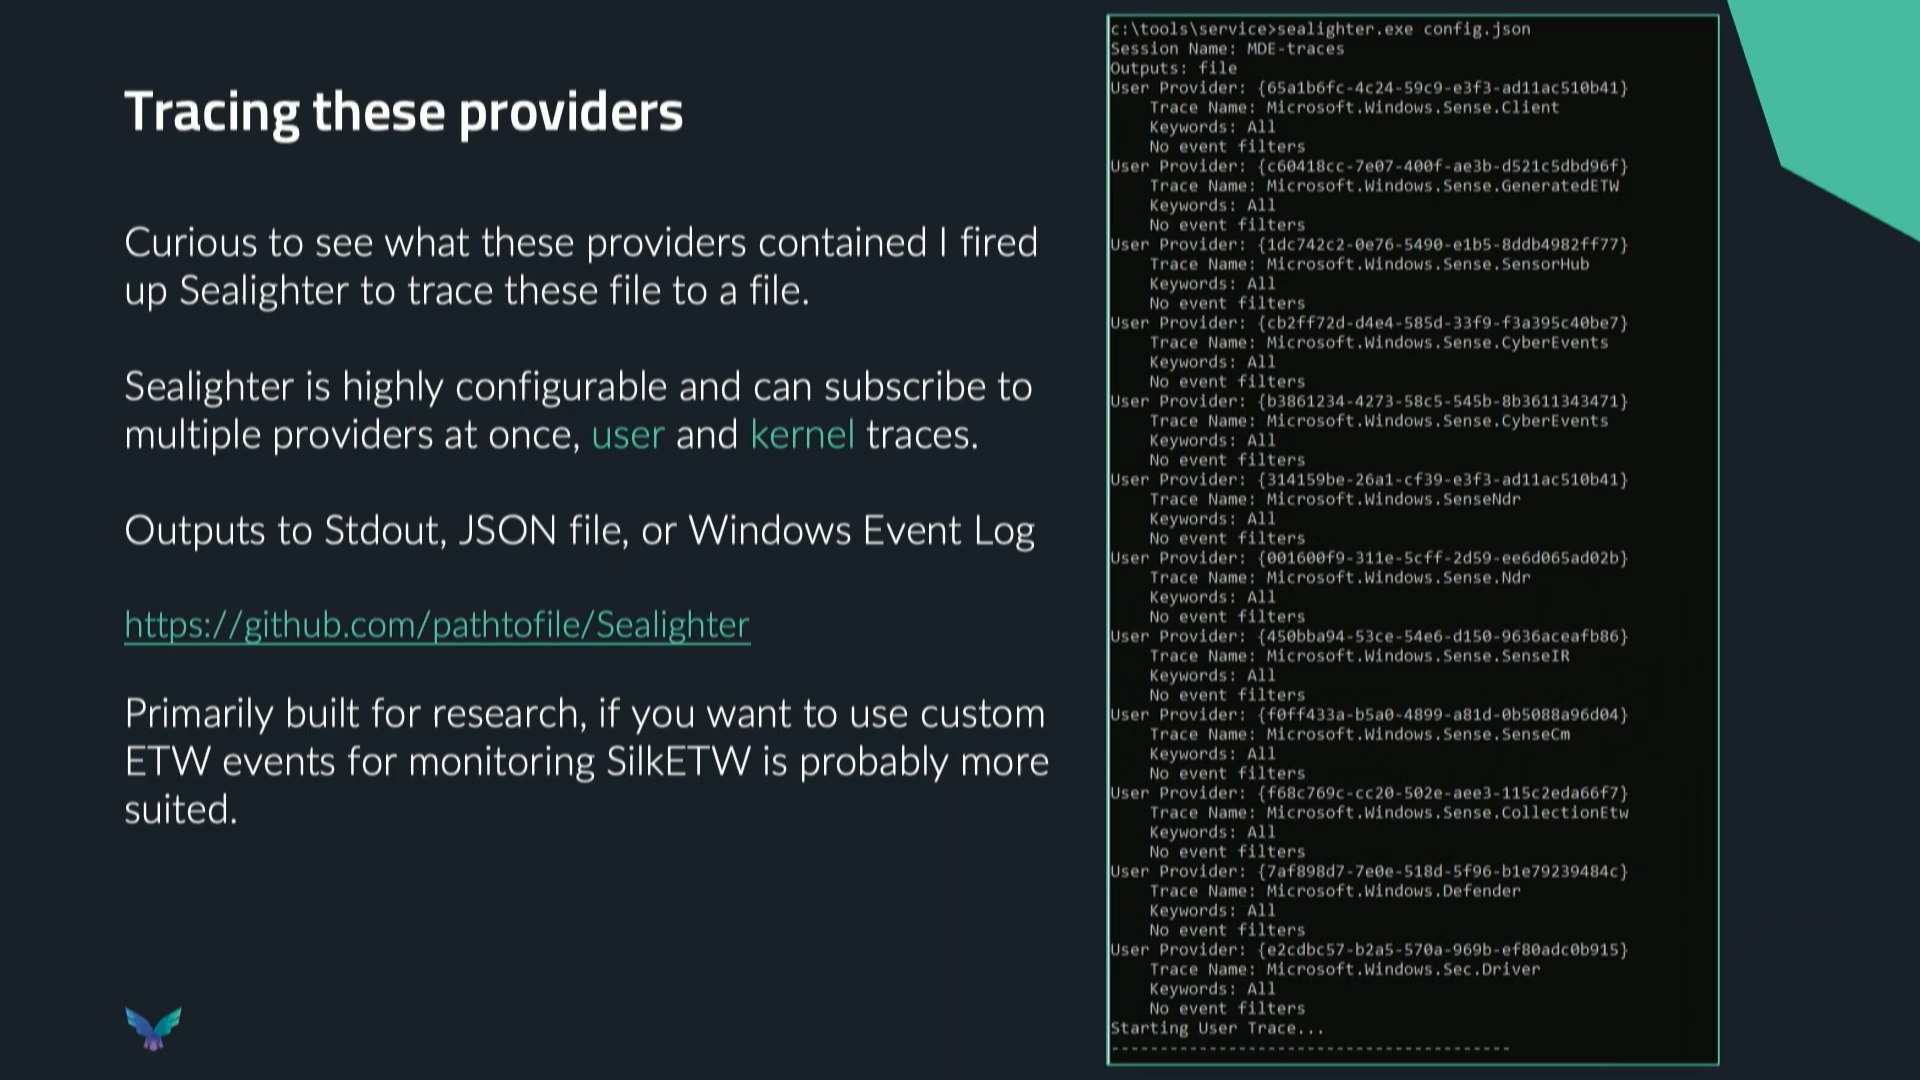 Tracing these providers
Curious to see what these providers contained I fired
up Sealighter to trace these file to a file.
Sealighter is highly configurable and can subscribe to
multiple providers at once, user and kernel traces.
Outputs to Stdout, JSON file, or Windows Event Log
https://github.com/pathtofile/Sealighter
Primarily built for research, if you want to use custom
ETW events for monitoring SilkETW is probably more
suited.
c:\tools\service>sealighter.exe config.json
Session Name: MDE-traces
Outputs: file
User Provider: {65a1b6fc-4c24-59c9-e3f3-ad11ac510b41}
Trace Name: Microsoft.Windows.Sense.Client
Keywords: All
No event filters
User Provider: {c60418cc-7e07-400f-ae3b-d521c5dbd96f}
Trace Name: Microsoft.Windows.Sense.GeneratedETW
Keywords: All
No event filters
User Provider: {1dc742c2-0e76-5490-e1b5-8ddb4982ff77}
Trace Name: Microsoft.Windows.Sense.SensorHub
Keywords: All
No event filters
User Provider: {cb2ff72d-d4e4-585d-33f9-f3a395c40be7}
Trace Name: Microsoft.Windows.Sense.CyberEvents
Keywords: All
No event filters
User Provider: {b3861234-4273-58c5-545b-8b3611343471}
Trace Name: Microsoft.Windows.Sense.CyberEvents
Keywords: All
No event filters
User Provider: {314159be-26a1-cf39-e3f3-ad11ac510b41}
Trace Name: Microsoft.Windows.SenseNdr
Keywords: All
No event filters
User Provider: {001600f9-311e-5cff-2d59-ee6d065ad02b}
Trace Name: Microsoft.Windows.Sense.Ndr
Keywords: All
No event filters
User Provider: {450bba94-53ce-54e6-d150-9636aceafb86}
Trace Name: Microsoft.Windows.Sense.SenseIR
Keywords: All
No event filters
User Provider: {f0ff433a-b5a0-4899-a81d-0b5088a96d04}
Trace Name: Microsoft.Windows.Sense.SenseCm
Keywords: All
No event filters
User Provider: {f68c769c-cc20-502e-aee3-115c2eda66f7}
Trace Name: Microsoft.Windows.Sense.CollectionEtw
Keywords: All
No event filters
User Provider: {7af898d7-7e0e-518d-5f96-b1e79239484c}
Trace Name: Microsoft.Windows.Defender
Keywords: All
No event filters
User Provider: {e2cdbc57-b2a5-570a-969b-ef80adc0b915}
Trace Name: Microsoft.Windows.Sec.Driver
Keywords: All
No event filters
Starting User Trace...
-----------------------------------------